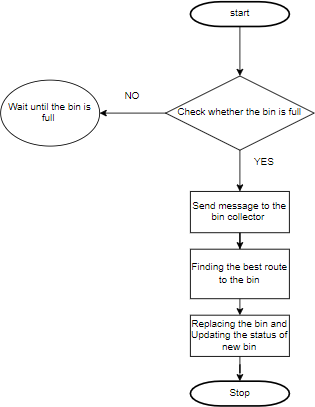 start
NO
Wait until the bin is
full
Check whether the bin is full
YES
Send message to the
bin collector
Finding the best route
to the bin
Replacing the bin and
Updating the status of
new bin
Stop